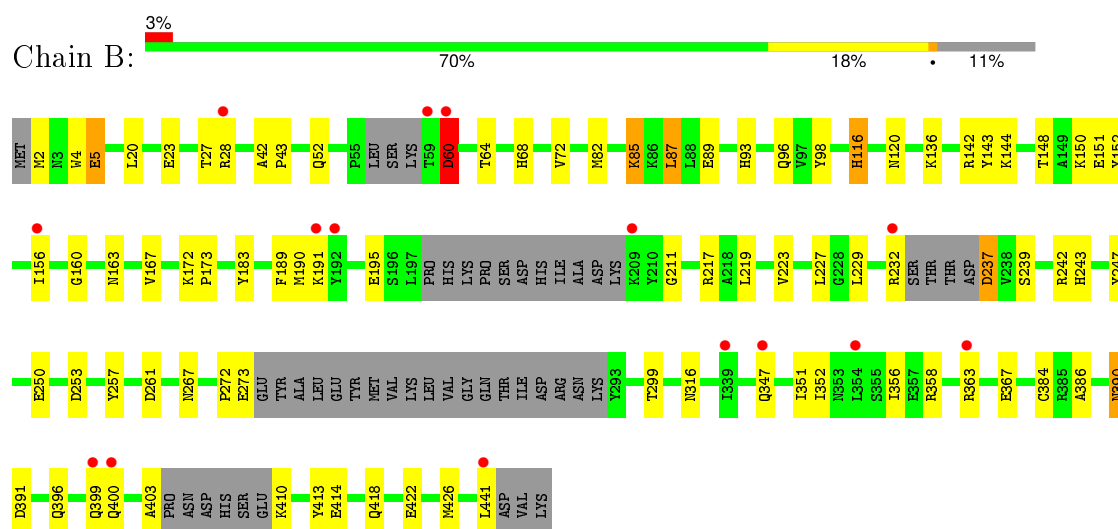 3%
Chain B:
70% 18% • 11%
MET M2 N3 W4 E5 L20 E23 T27 R28 A42 P43 Q52 P55 LEU SER LYS T59 D60 T64 H68 V72 M82 K85 K86 L87 L88 E89 H93 Q96 V97 Y98 H116 N120 K136 R142 Y143 K144 T148 A149 K150 E151 Y152
I156 G160 N163 V167 K172 P173 Y183 F189 M190 K191 Y192 E195 S196 L197 PRO HIS LYS PRO SER ASP HIS ILE ALA ASP LYS K209 Y210 G211 R217 A218 L219 V223 L227 G228 L229 R232 SER THR THR ASP D237 V238 S239 R242 H243 Y247
E250 D253 Y257 D261 N267 P272 E273 GLU TYR ALA LEU GLU TYR MET VAL LYS LEU VAL GLY GLN THR ILE ASP ARG ASN LYS Y293 T299 N316 I339 Q347 I351 I352 N353 L354 S355 I356 E357 R358 R363 E367 C384 R385 A386 N390
D391 Q396 Q399 Q400 A403 PRO ASN ASP HIS SER GLU K410 Y413 E414 Q418 E422 M426 L441 ASP VAL LYS